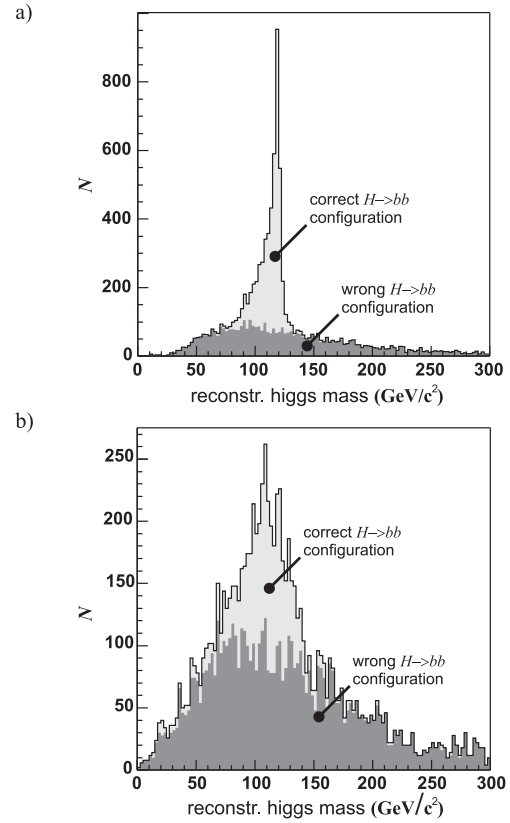 a)
800
600
400
200
0
N
correct H->bb
configuration
wrong H->bb
configuration
0 50 100 150 200 250 300
reconstr. higgs mass (GeV/c²)
b)
250
200
150
100
50
0
N
correct H->bb
configuration
wrong H->bb
configuration
0 50 100 150 200 250 300
reconstr. higgs mass (GeV/c²)